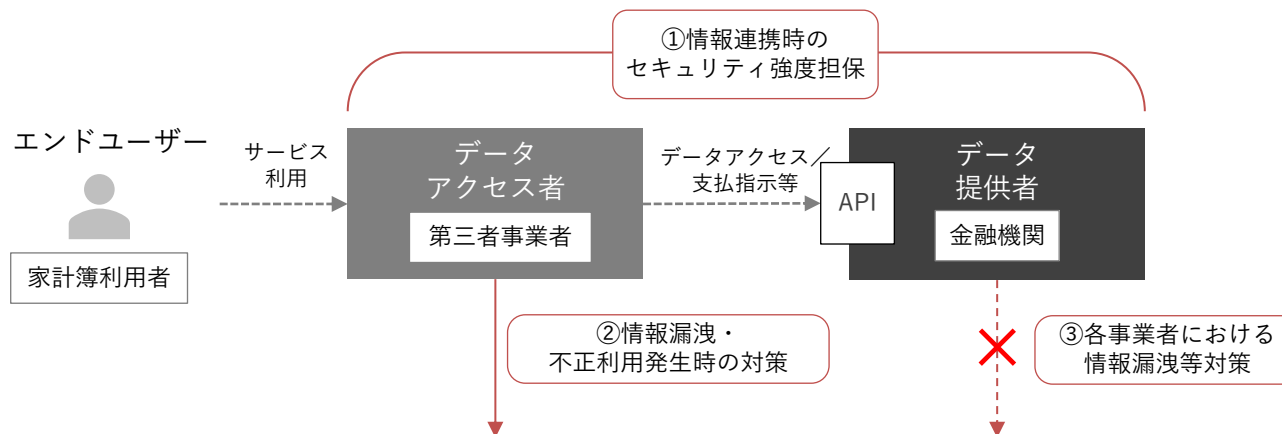 ①情報連携時の
セキュリティ強度担保
エンドユーザー
家計簿利用者
サービス
利用
データ
アクセス者
第三者事業者
データアクセス／
支払指示等
API
データ
提供者
金融機関
②情報漏洩・
不正利用発生時の対策
③各事業者における
情報漏洩等対策